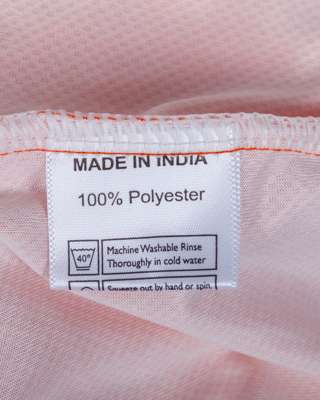 MADE IN INDIA
100% Polyester
40°
Machine Washable Rinse
Thoroughly in cold water
Squeeze out by hand or spin.